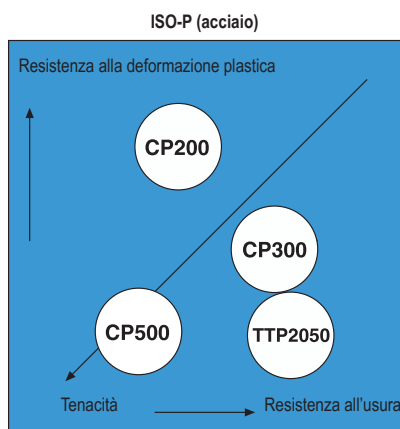 ISO-P (acciaio)
Resistenza alla deformazione plastica
CP200
CP300
CP500
TTP2050
Tenacità
Resistenza all'usura